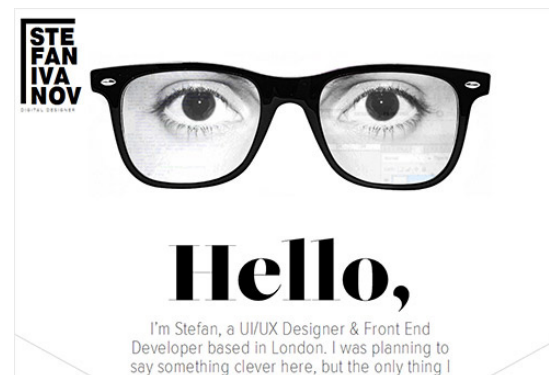 STE
FAN
IVA
NOV
DIGITAL DESIGNER
Hello,
I'm Stefan, a UI/UX Designer & Front End
Developer based in London. I was planning to
say something clever here, but the only thing I